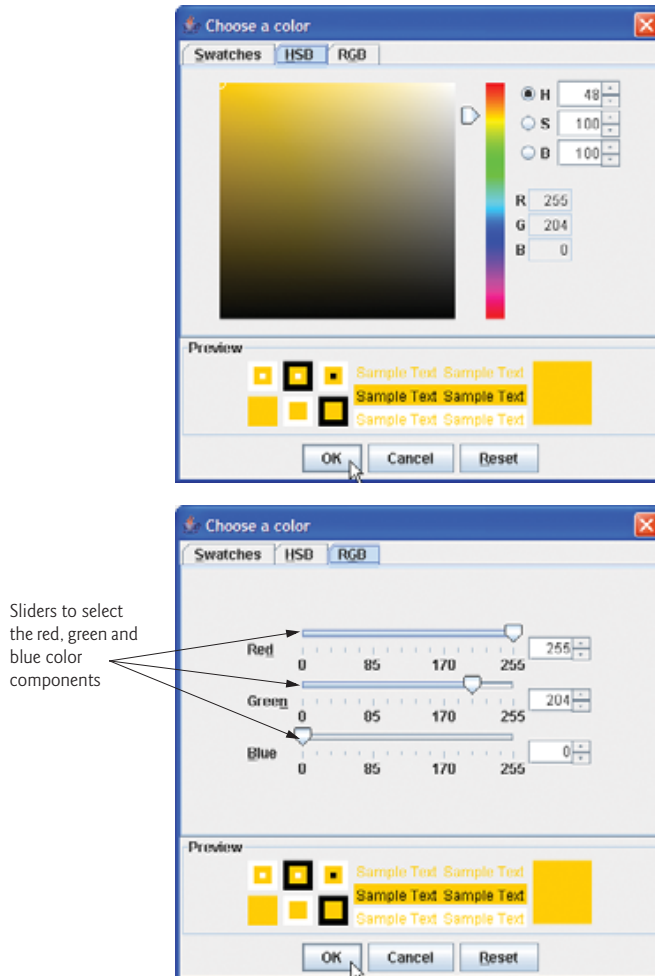 Choose a color
Swatches HSB RGB
H 48
S 100
B 100
R 255
G 204
B 0
Preview
Sample Text Sample Text
Sample Text Sample Text
Sample Text Sample Text
OK Cancel Reset
Choose a color
Swatches HSB RGB
Sliders to select
the red, green and
blue color
components
Red 255
0 85 170 255
Green 204
0 85 170 255
Blue 0
0 85 170 255
Preview
Sample Text Sample Text
Sample Text Sample Text
Sample Text Sample Text
OK Cancel Reset